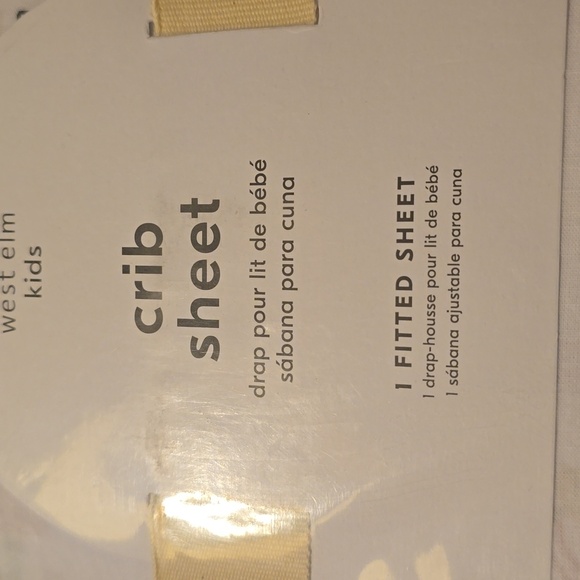 west elm
kids
crib
sheet
drap pour lit de bébé
sábana para cuna
1 FITTED SHEET
1 drap-housse pour lit de bébé
1 sábana ajustable para cuna